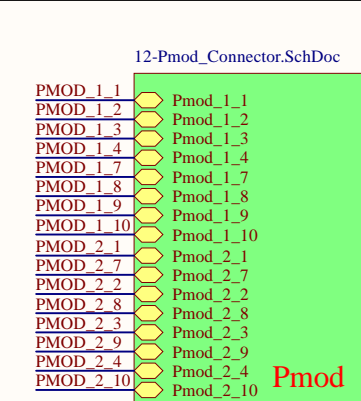 12-Pmod_Connector.SchDoc
PMOD_1_1 Pmod_1_1
PMOD_1_2 Pmod_1_2
PMOD_1_3 Pmod_1_3
PMOD_1_4 Pmod_1_4
PMOD_1_7 Pmod_1_7
PMOD_1_8 Pmod_1_8
PMOD_1_9 Pmod_1_9
PMOD_1_10 Pmod_1_10
PMOD_2_1 Pmod_2_1
PMOD_2_7 Pmod_2_7
PMOD_2_2 Pmod_2_2
PMOD_2_8 Pmod_2_8
PMOD_2_3 Pmod_2_3
PMOD_2_9 Pmod_2_9
PMOD_2_4 Pmod_2_4
PMOD_2_10 Pmod_2_10
Pmod